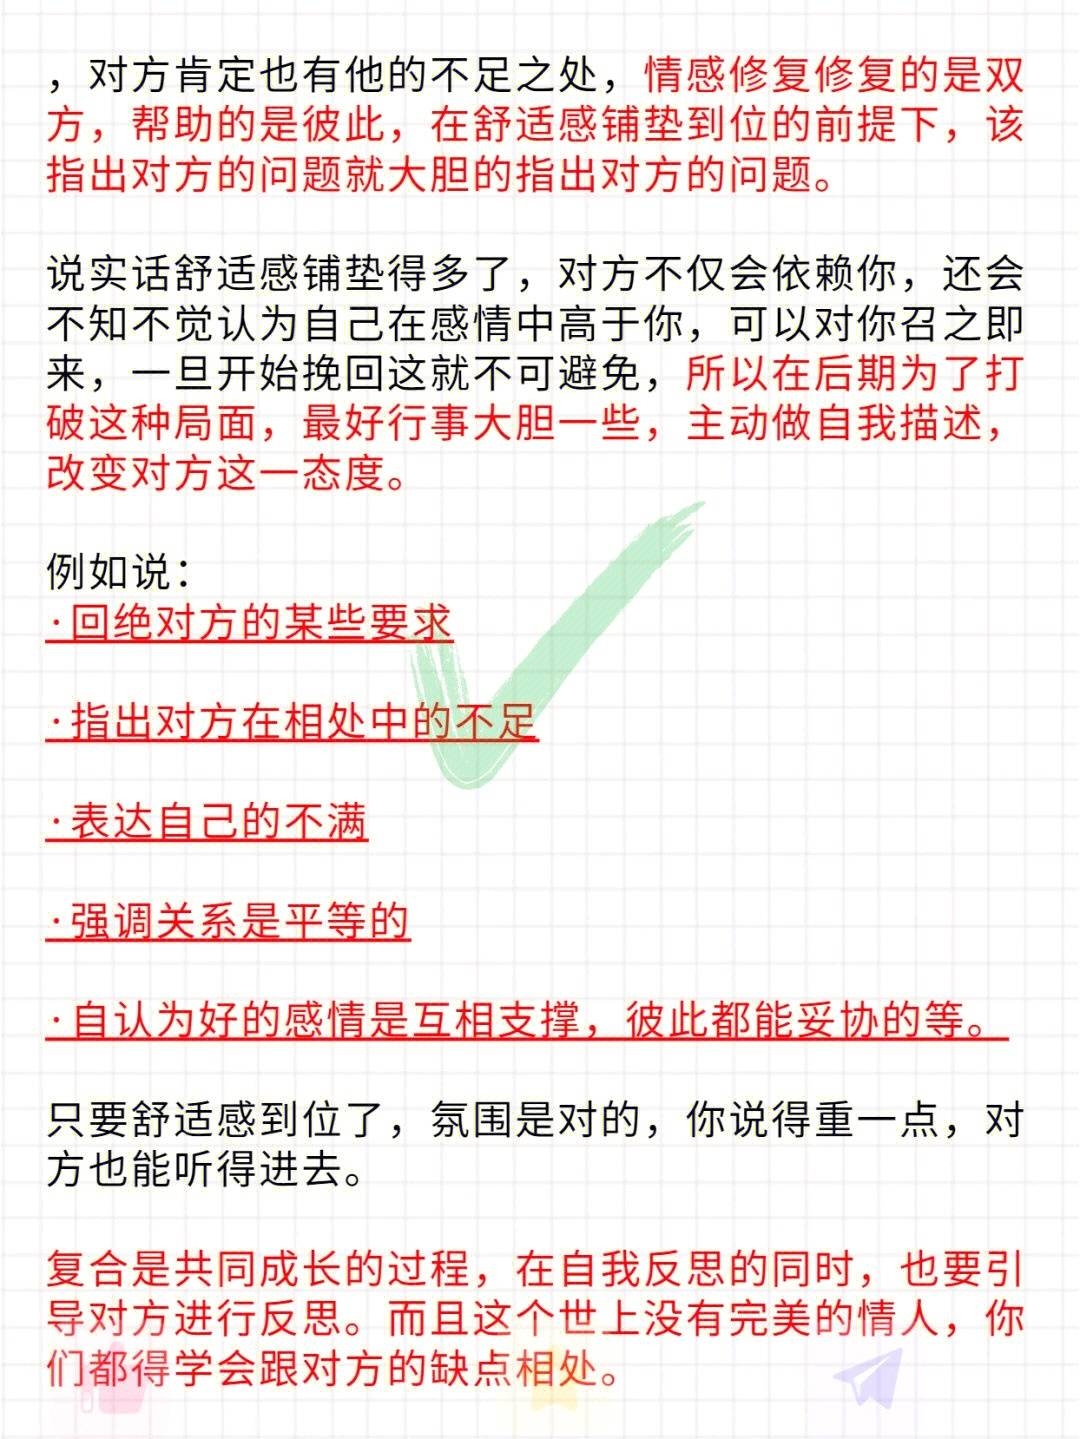 ，对方肯定也有他的不足之处，情感修复修复的是双
方，帮助的是彼此，在舒适感铺垫到位的前提下，该
指出对方的问题就大胆的指出对方的问题。
说实话舒适感铺垫得多了，对方不仅会依赖你，还会
不知不觉认为自己在感情中高于你，可以对你召之即
来，一旦开始挽回这就不可避免，所以在后期为了打
破这种局面，最好行事大胆一些，主动做自我描述，
改变对方这一态度。
例如说：
·回绝对方的某些要求
·指出对方在相处中的不足
·表达自己的不满
·强调关系是平等的
·自认为好的感情是互相支撑，彼此都能妥协的等。
只要舒适感到位了，氛围是对的，你说得重一点，对
方也能听得进去。
复合是共同成长的过程，在自我反思的同时，也要引
导对方进行反思。而且这个世上没有完美的情人，你
们都得学会跟对方的缺点相处。